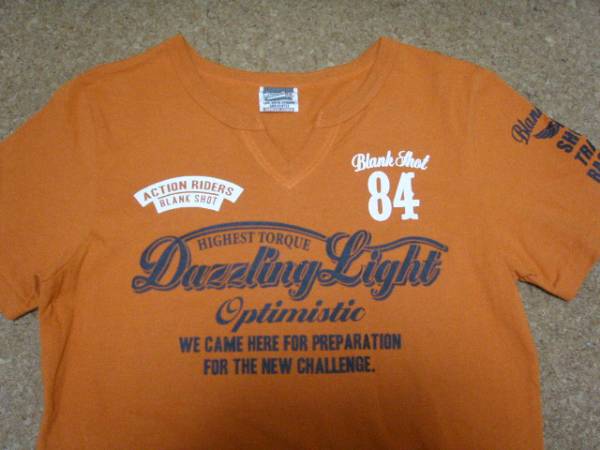 ACTION RIDERS
BLANK SHOT
Blank Shot
84
HIGHEST TORQUE
Dazzling Light
Optimistic
WE CAME HERE FOR PREPARATION
FOR THE NEW CHALLENGE.
Blank